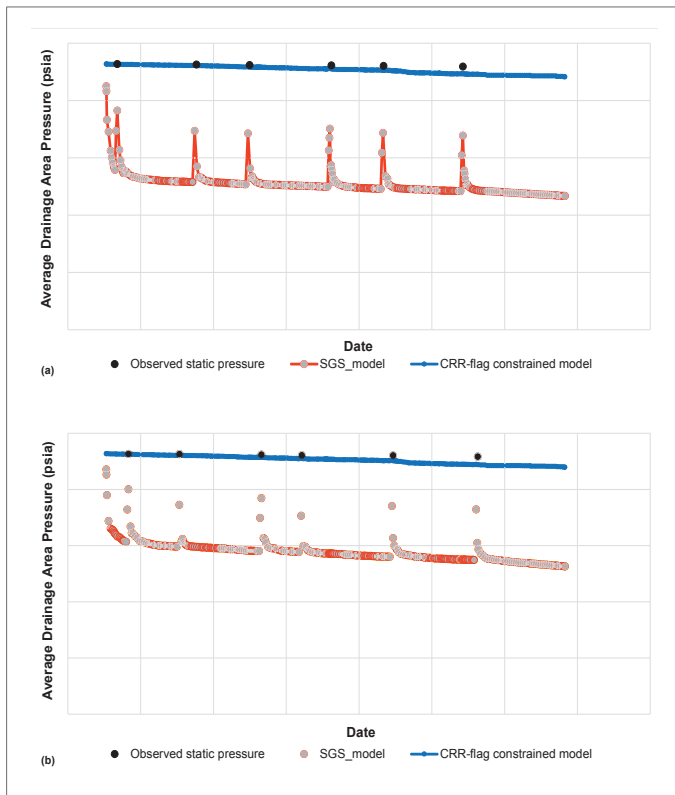 Average Drainage Area Pressure (psia)
Date
Observed static pressure
SGS_model
CRR-flag constrained model
(a)
Average Drainage Area Pressure (psia)
Date
Observed static pressure
SGS_model
CRR-flag constrained model
(b)